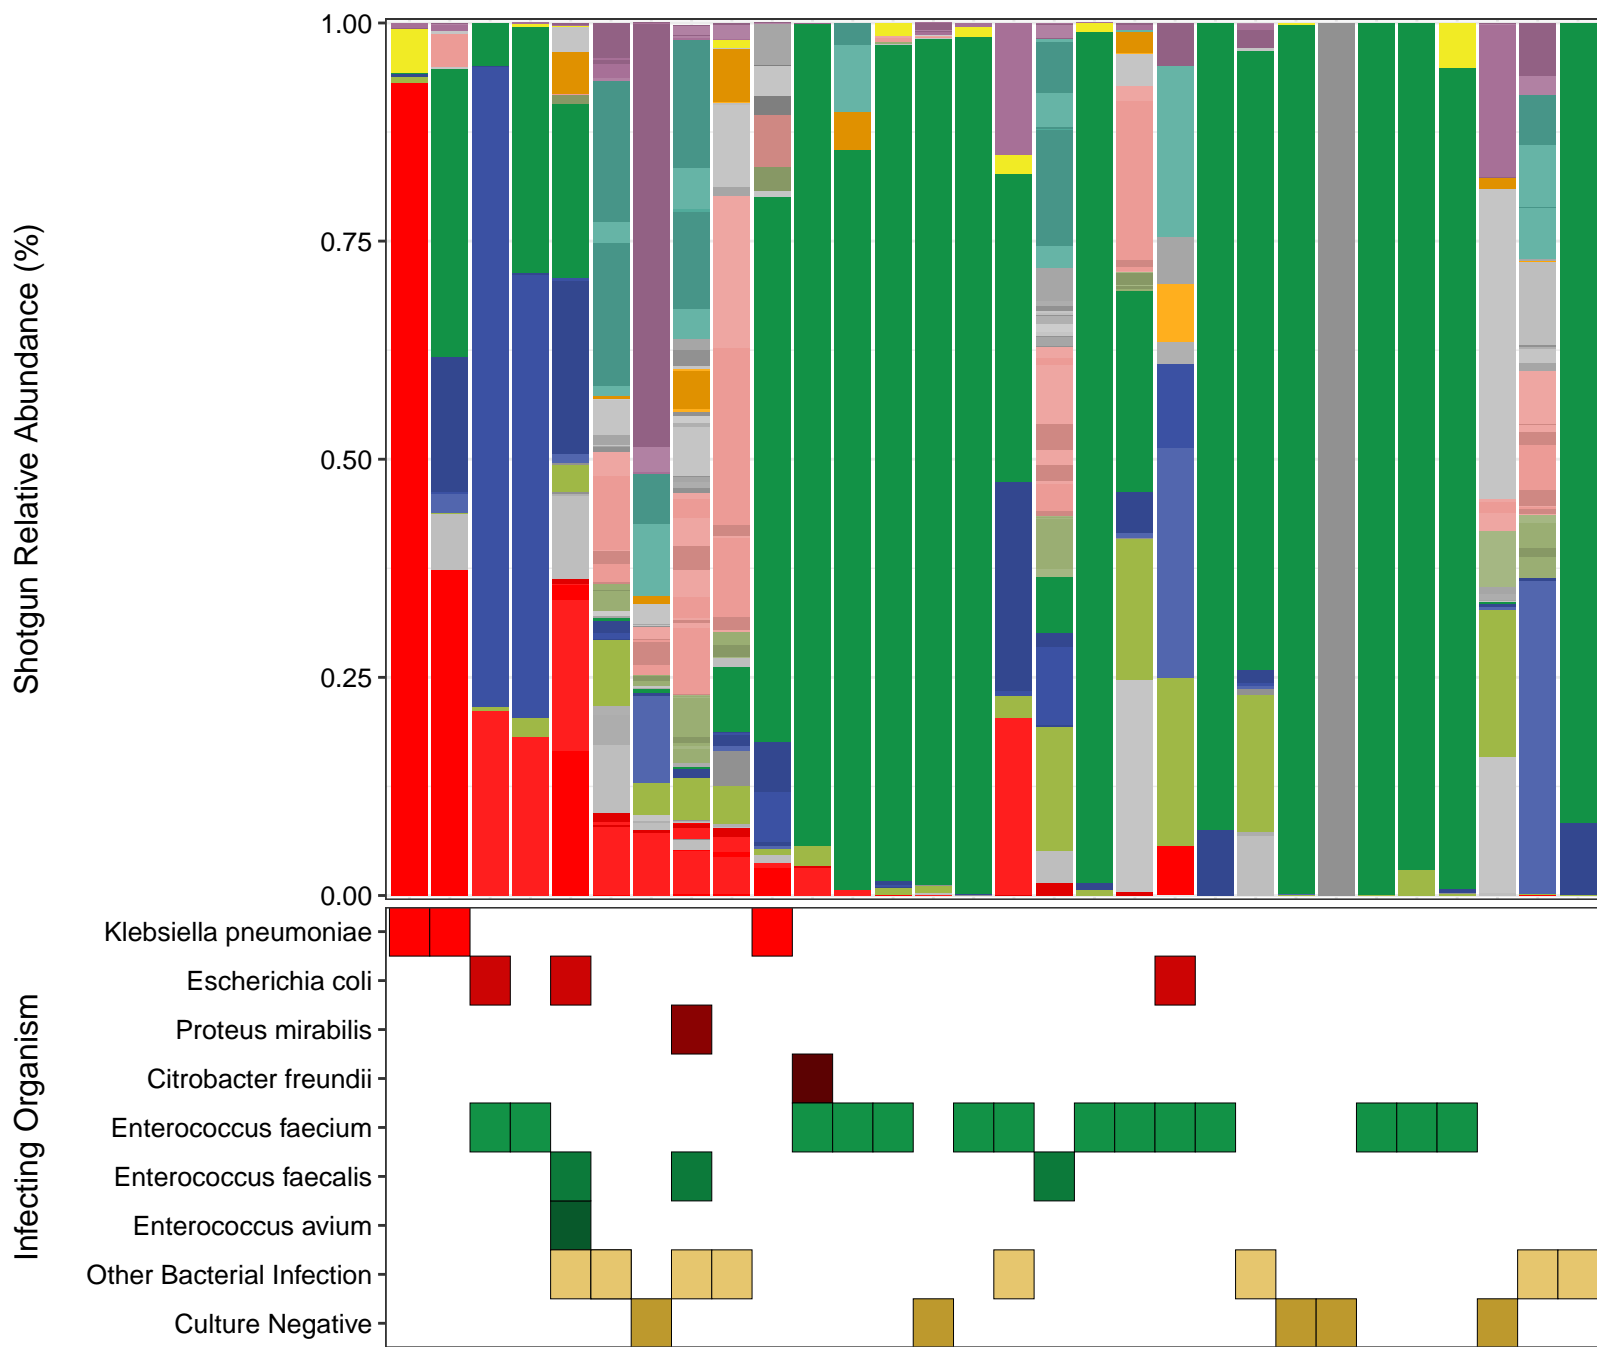 Shotgun Relative Abundance (%)
1.00
0.75
0.50
0.25
0.00
Infecting Organism
Klebsiella pneumoniae
Escherichia coli
Proteus mirabilis
Citrobacter freundii
Enterococcus faecium
Enterococcus faecalis
Enterococcus avium
Other Bacterial Infection
Culture Negative